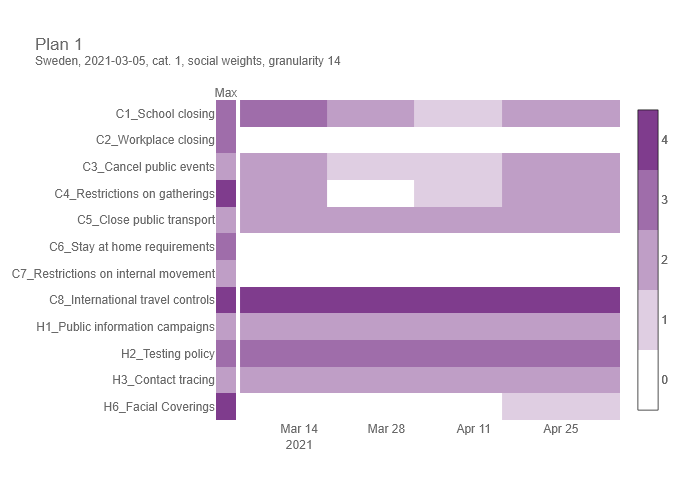 Plan 1
Sweden, 2021-03-05, cat. 1, social weights, granularity 14
Max
C1_School closing
C2_Workplace closing
C3_Cancel public events
C4_Restrictions on gatherings
C5_Close public transport
C6_Stay at home requirements
C7_Restrictions on internal movement
C8_International travel controls
H1_Public information campaigns
H2_Testing policy
H3_Contact tracing
H6_Facial Coverings
Mar 14 Mar 28 Apr 11 Apr 25
2021
4
3
2
1
0